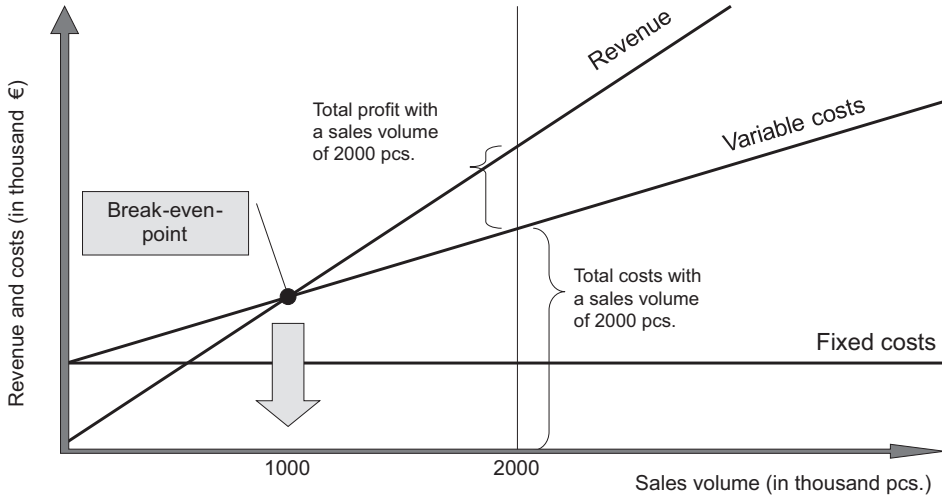 Revenue and costs (in thousand €)
Revenue
Total profit with
a sales volume
of 2000 pcs.
Variable costs
Break-even-
point
Total costs with
a sales volume
of 2000 pcs.
Fixed costs
1000
2000
Sales volume (in thousand pcs.)